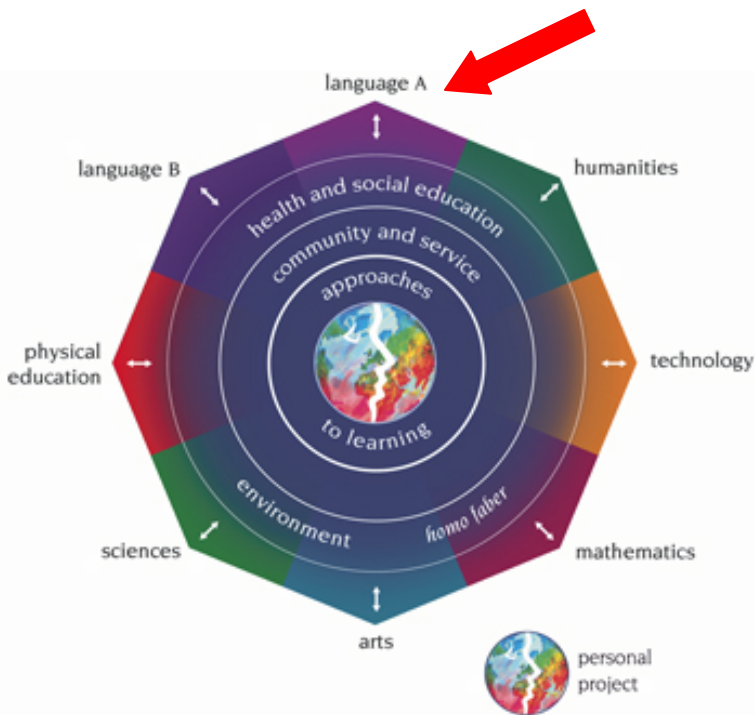 language A
language B
humanities
health and social education
community and service
approaches
physical
education
technology
to learning
environment
homo faber
sciences
mathematics
arts
personal
project